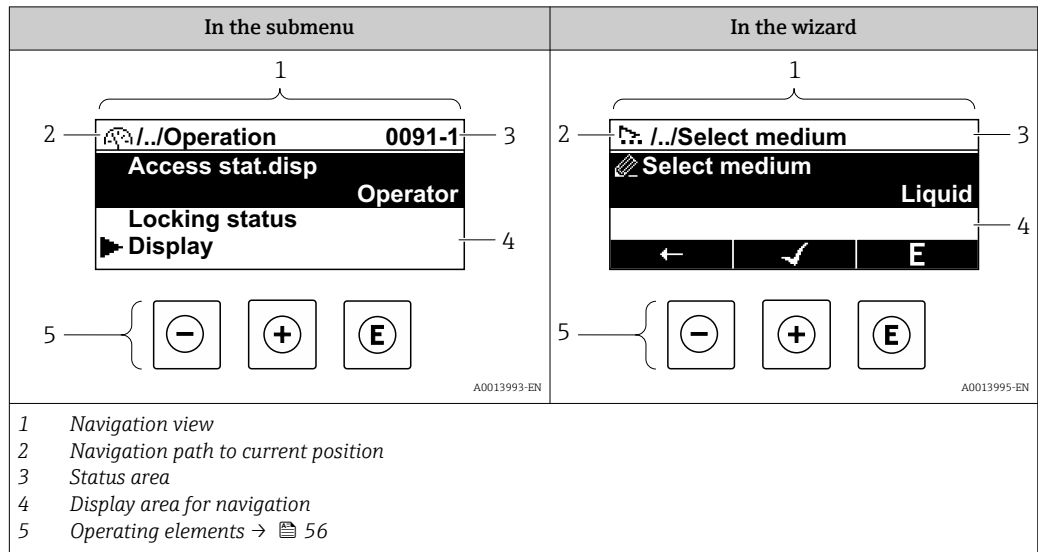 In the submenu
In the wizard
1
2
/../Operation 0091-1
3
Access stat.disp
Operator
Locking status
Display
4
5
- + E
A0013993-EN
1
2
/../Select medium
3
Select medium
Liquid
4
← ✓ E
5
- + E
A0013995-EN
1 Navigation view
2 Navigation path to current position
3 Status area
4 Display area for navigation
5 Operating elements → 56